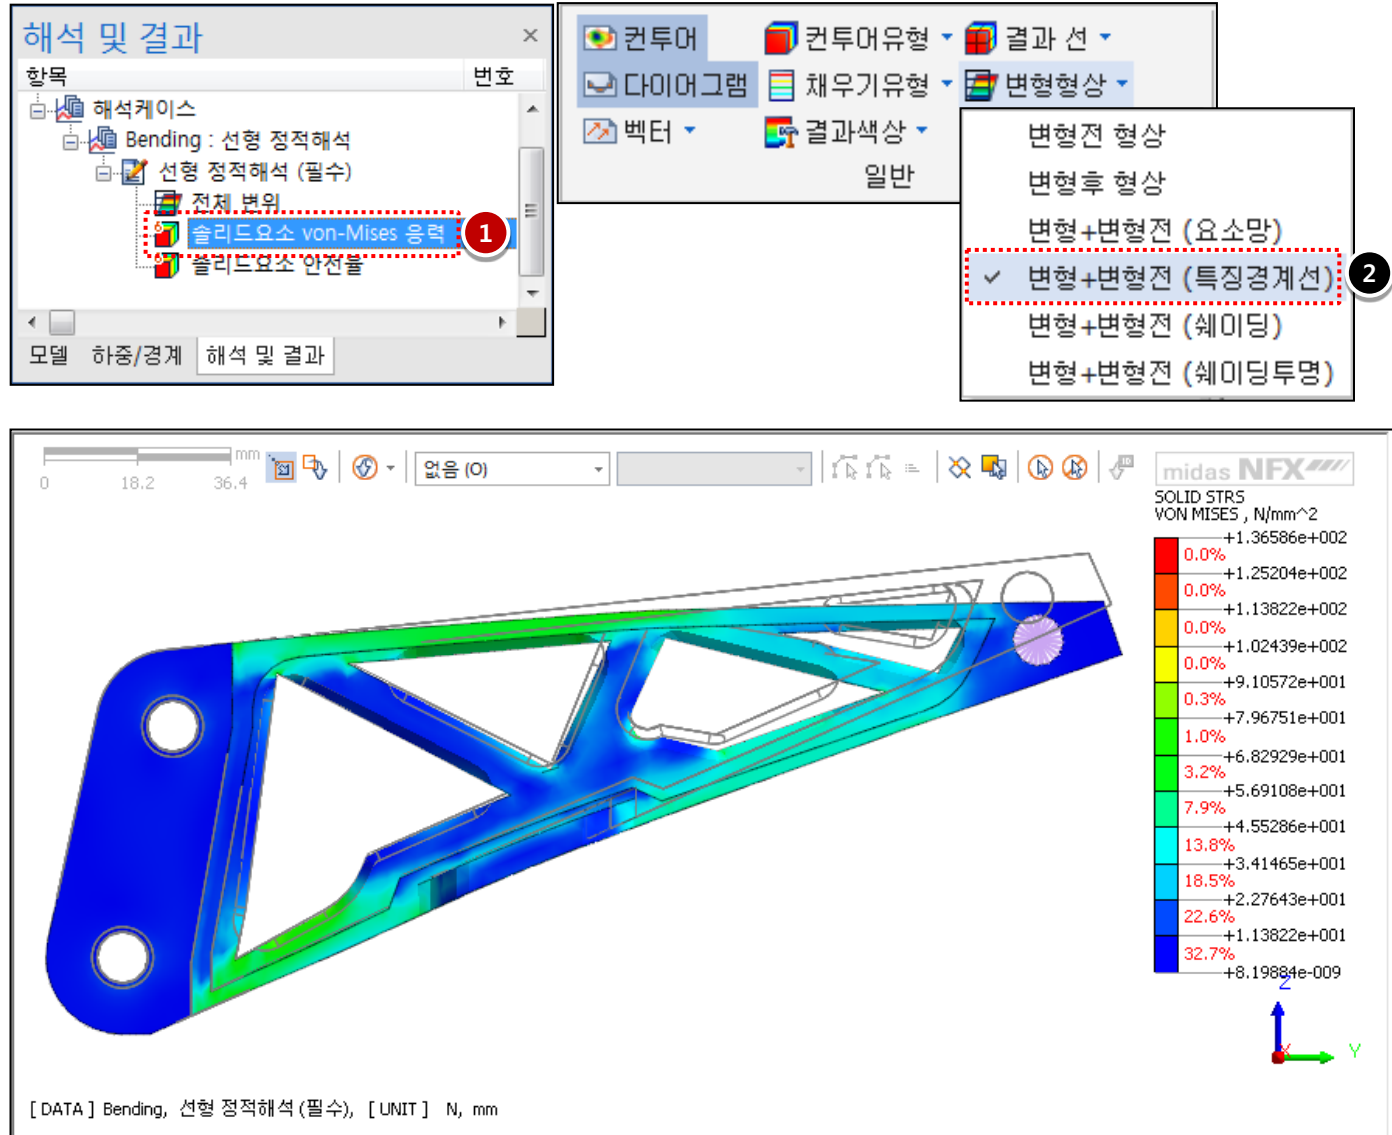 해석 및 결과
항목 번호
해석케이스
Bending : 선형 정적해석
선형 정적해석 (필수)
전체 변위
솔리드요소 von-Mises 응력
1
솔리드요소 안전율
모델 하중/경계 해석 및 결과
컨투어 컨투어유형 결과 선
다이어그램 채우기유형 변형형상
벡터 결과색상
일반
변형전 형상
변형후 형상
변형+변형전 (요소망)
변형+변형전 (특징경계선)
2
변형+변형전 (쉐이딩)
변형+변형전 (쉐이딩투명)
mm
0 18.2 36.4
없음 (O)
midas NFX
SOLID STRS
VON MISES , N/mm^2
+1.36586e+002
0.0%
+1.25204e+002
0.0%
+1.13822e+002
0.0%
+1.02439e+002
0.0%
+9.10572e+001
0.3%
+7.96751e+001
1.0%
+6.82929e+001
3.2%
+5.69108e+001
7.9%
+4.55286e+001
13.8%
+3.41465e+001
18.5%
+2.27643e+001
22.6%
+1.13822e+001
32.7%
+8.19884e-009
Z
X
Y
[ DATA ] Bending, 선형 정적해석 (필수), [ UNIT ] N, mm